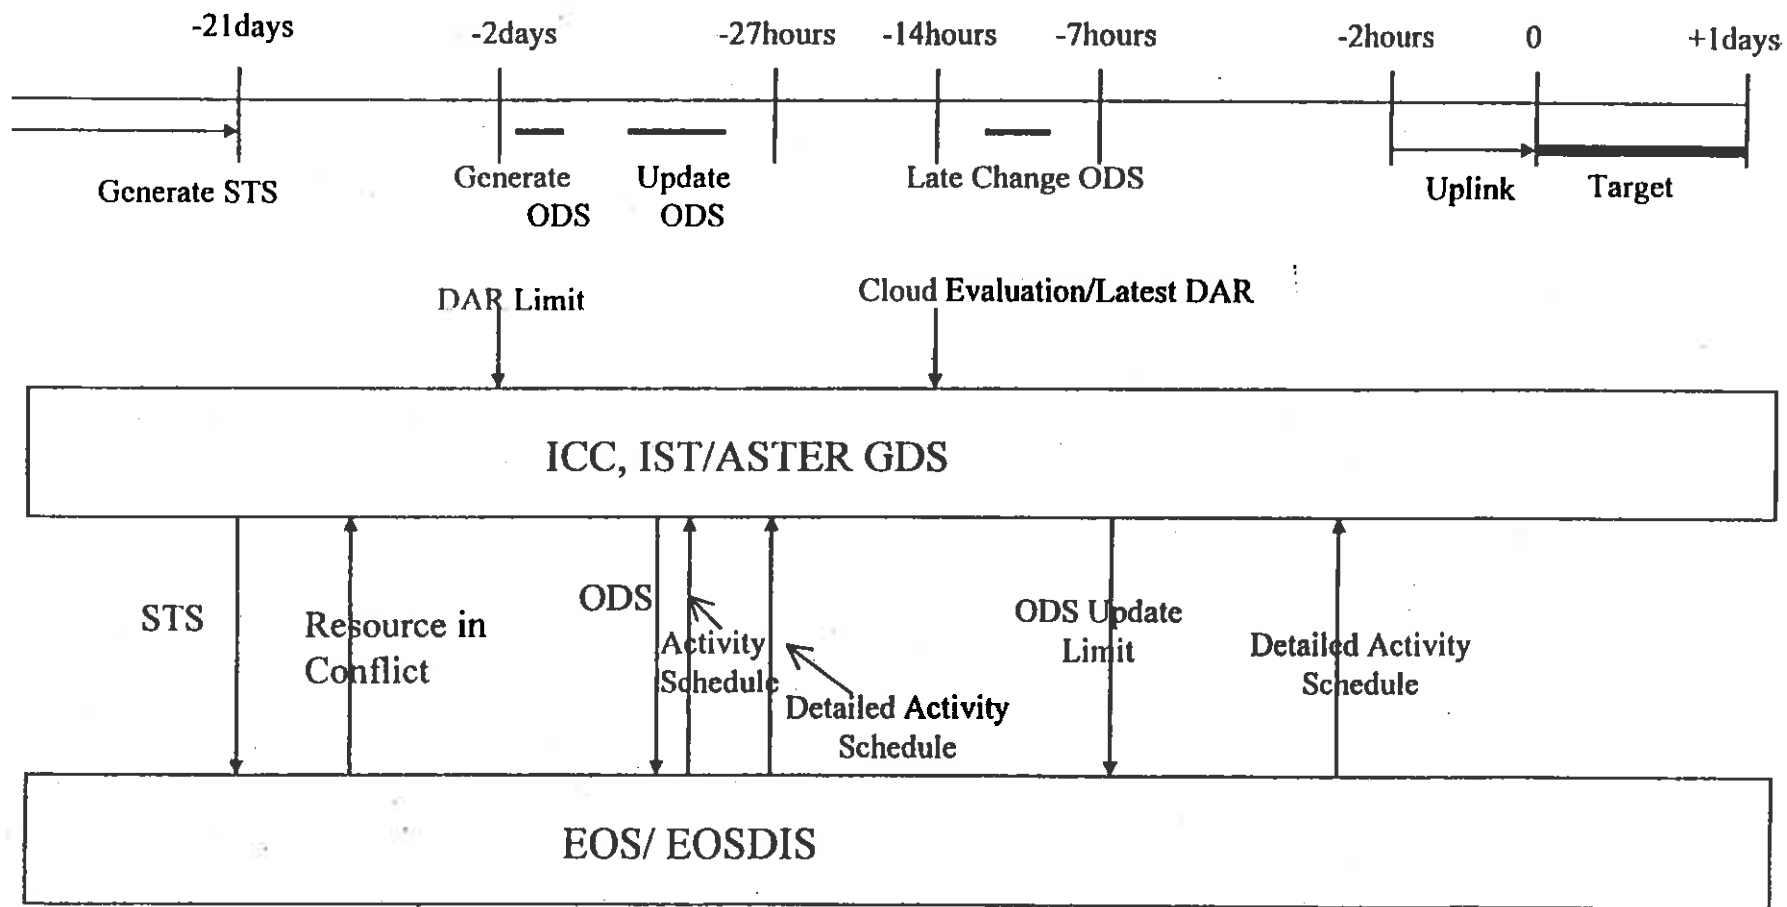 -21days
-2days
-27hours
-14hours
-7hours
-2hours
0
+1days
Generate STS
Generate
ODS
Update
ODS
Late Change ODS
Uplink
Target
DAR Limit
Cloud Evaluation/Latest DAR
ICC, IST/ASTER GDS
STS
Resource in
Conflict
ODS
Activity
Schedule
Detailed Activity
Schedule
ODS Update
Limit
Detailed Activity
Schedule
EOS/ EOSDIS